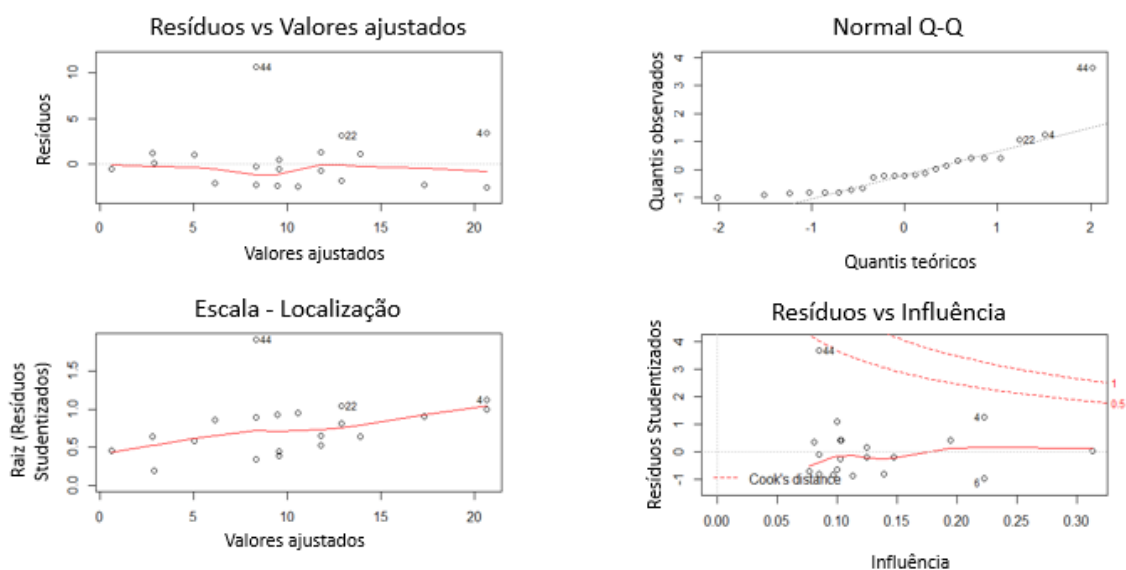 Resíduos vs Valores ajustados
Resíduos
10
5
0
44
22
4
0 5 10 15 20
Valores ajustados
Normal Q-Q
Quantis observados
4
3
2
1
0
-1
44
22
4
-2 -1 0 1 2
Quantis teóricos
Escala - Localização
Raiz (Resíduos
Studentizados)
1.5
1.0
0.5
0.0
44
22
4
0 5 10 15 20
Valores ajustados
Resíduos vs Influência
Resíduos Studentizados
4
3
2
1
0
-1
44
4
6
1
0.5
Cook's distance
0.00 0.05 0.10 0.15 0.20 0.25 0.30
Influência